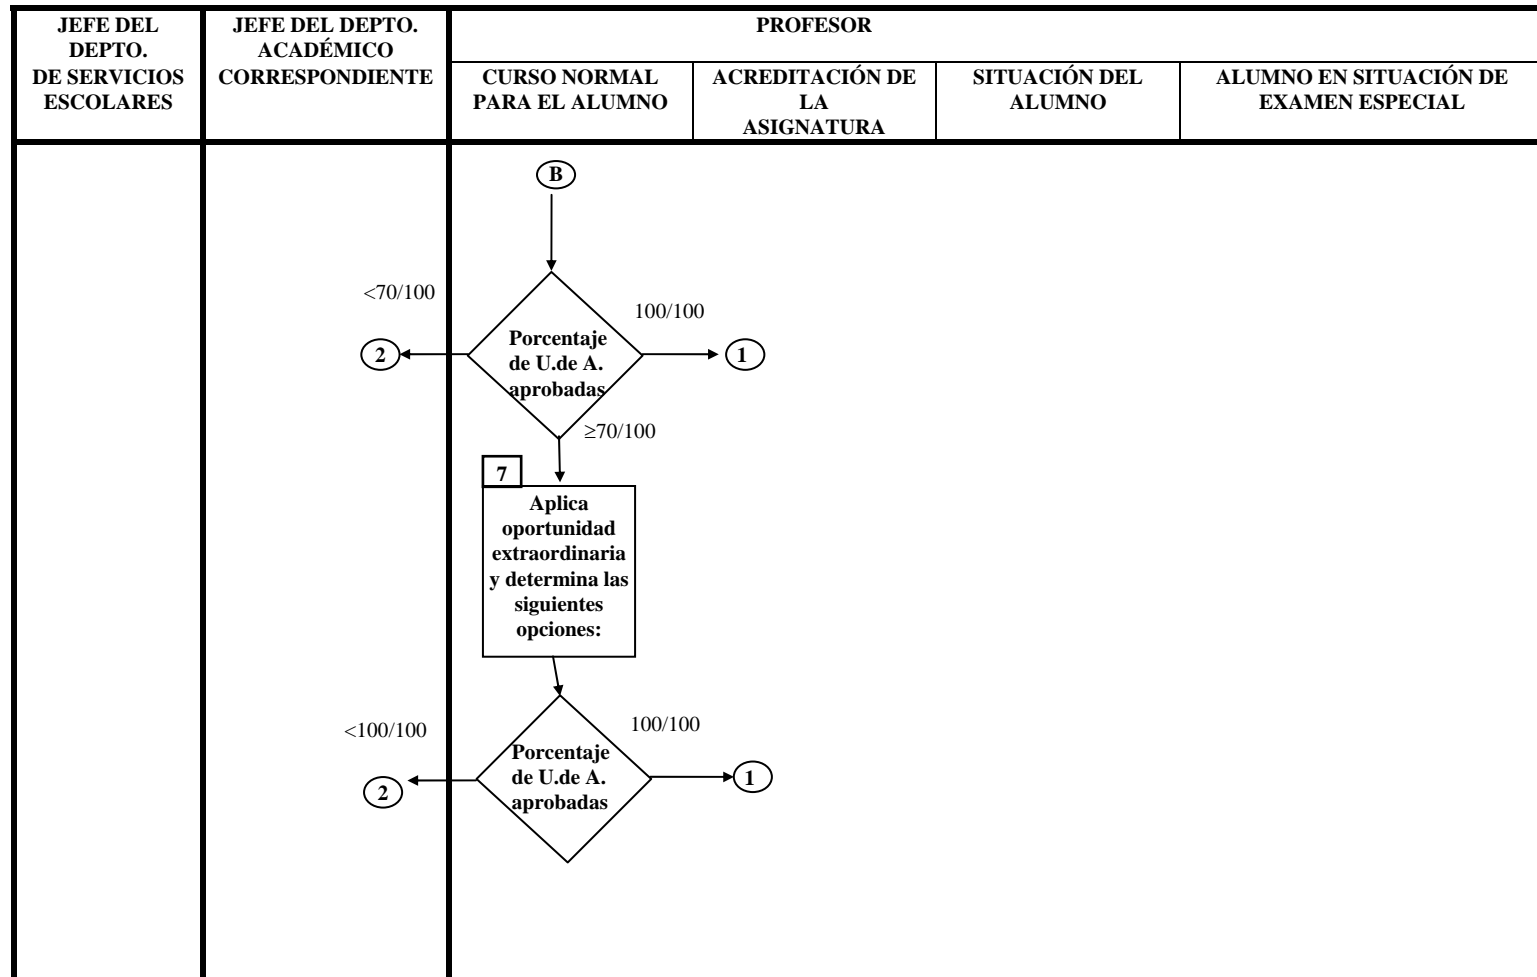 JEFE DEL
DEPTO.
DE SERVICIOS
ESCOLARES
JEFE DEL DEPTO.
ACADÉMICO
CORRESPONDIENTE
PROFESOR
CURSO NORMAL
PARA EL ALUMNO
ACREDITACIÓN DE
LA
ASIGNATURA
SITUACIÓN DEL
ALUMNO
ALUMNO EN SITUACIÓN DE
EXAMEN ESPECIAL
B
<70/100
100/100
Porcentaje
de U.de A.
aprobadas
2
1
≥70/100
7
Aplica
oportunidad
extraordinaria
y determina las
siguientes
opciones:
<100/100
100/100
Porcentaje
de U.de A.
aprobadas
2
1